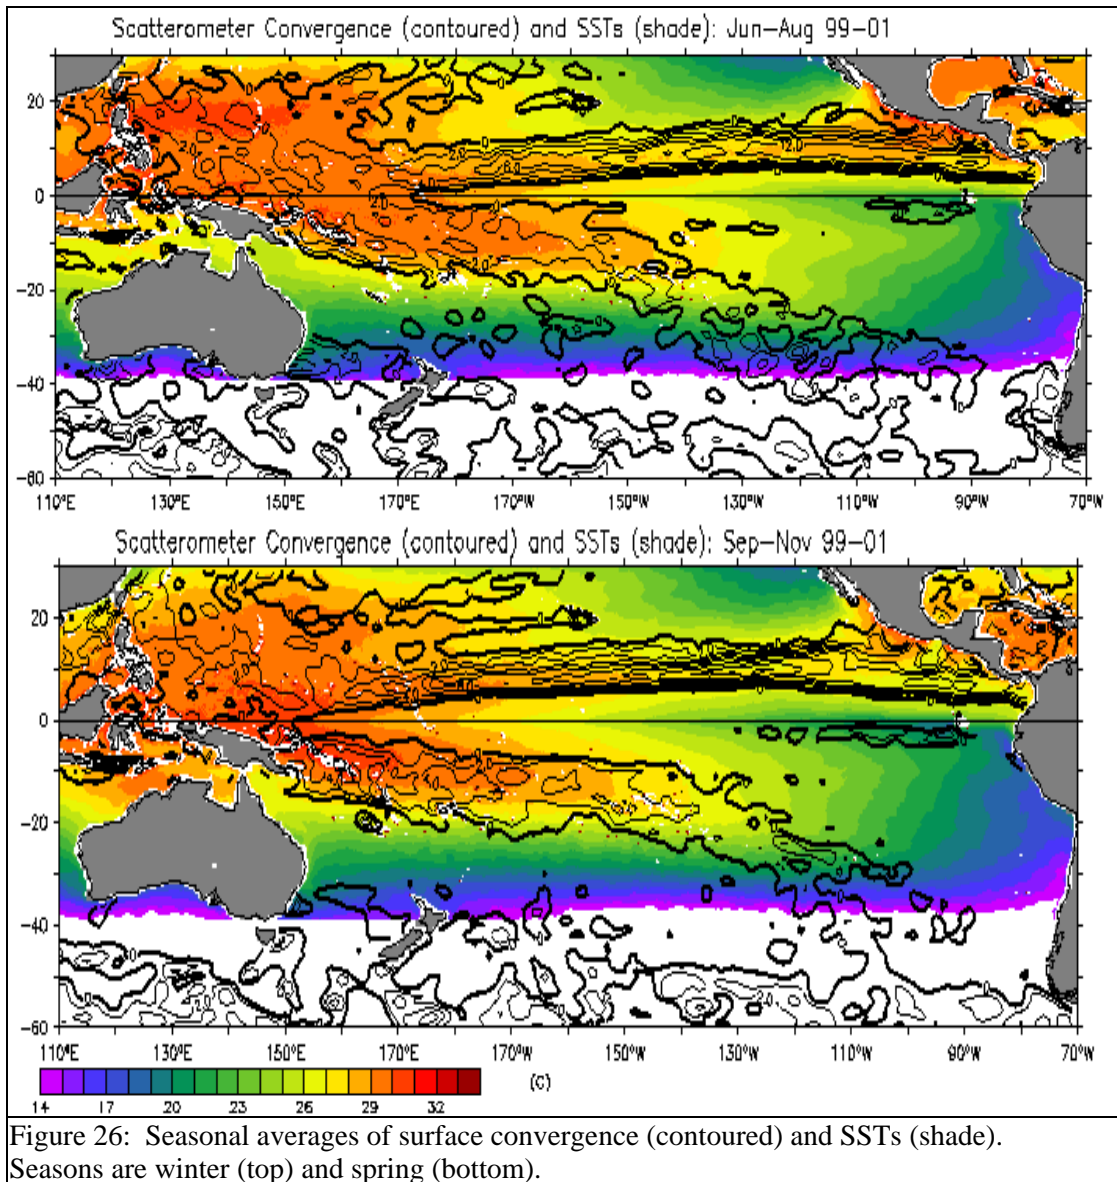 Scatterometer Convergence (contoured) and SSTs (shade): Jun-Aug 99-01
20
0
-20
-40
-60
110°E 130°E 150°E 170°E 170°W 150°W 130°W 110°W 90°W 70°W
Scatterometer Convergence (contoured) and SSTs (shade): Sep-Nov 99-01
20
0
-20
-40
-60
110°E 130°E 150°E 170°E 170°W 150°W 130°W 110°W 90°W 70°W
14 17 20 23 26 29 32 (C)
Figure 26: Seasonal averages of surface convergence (contoured) and SSTs (shade).
Seasons are winter (top) and spring (bottom).